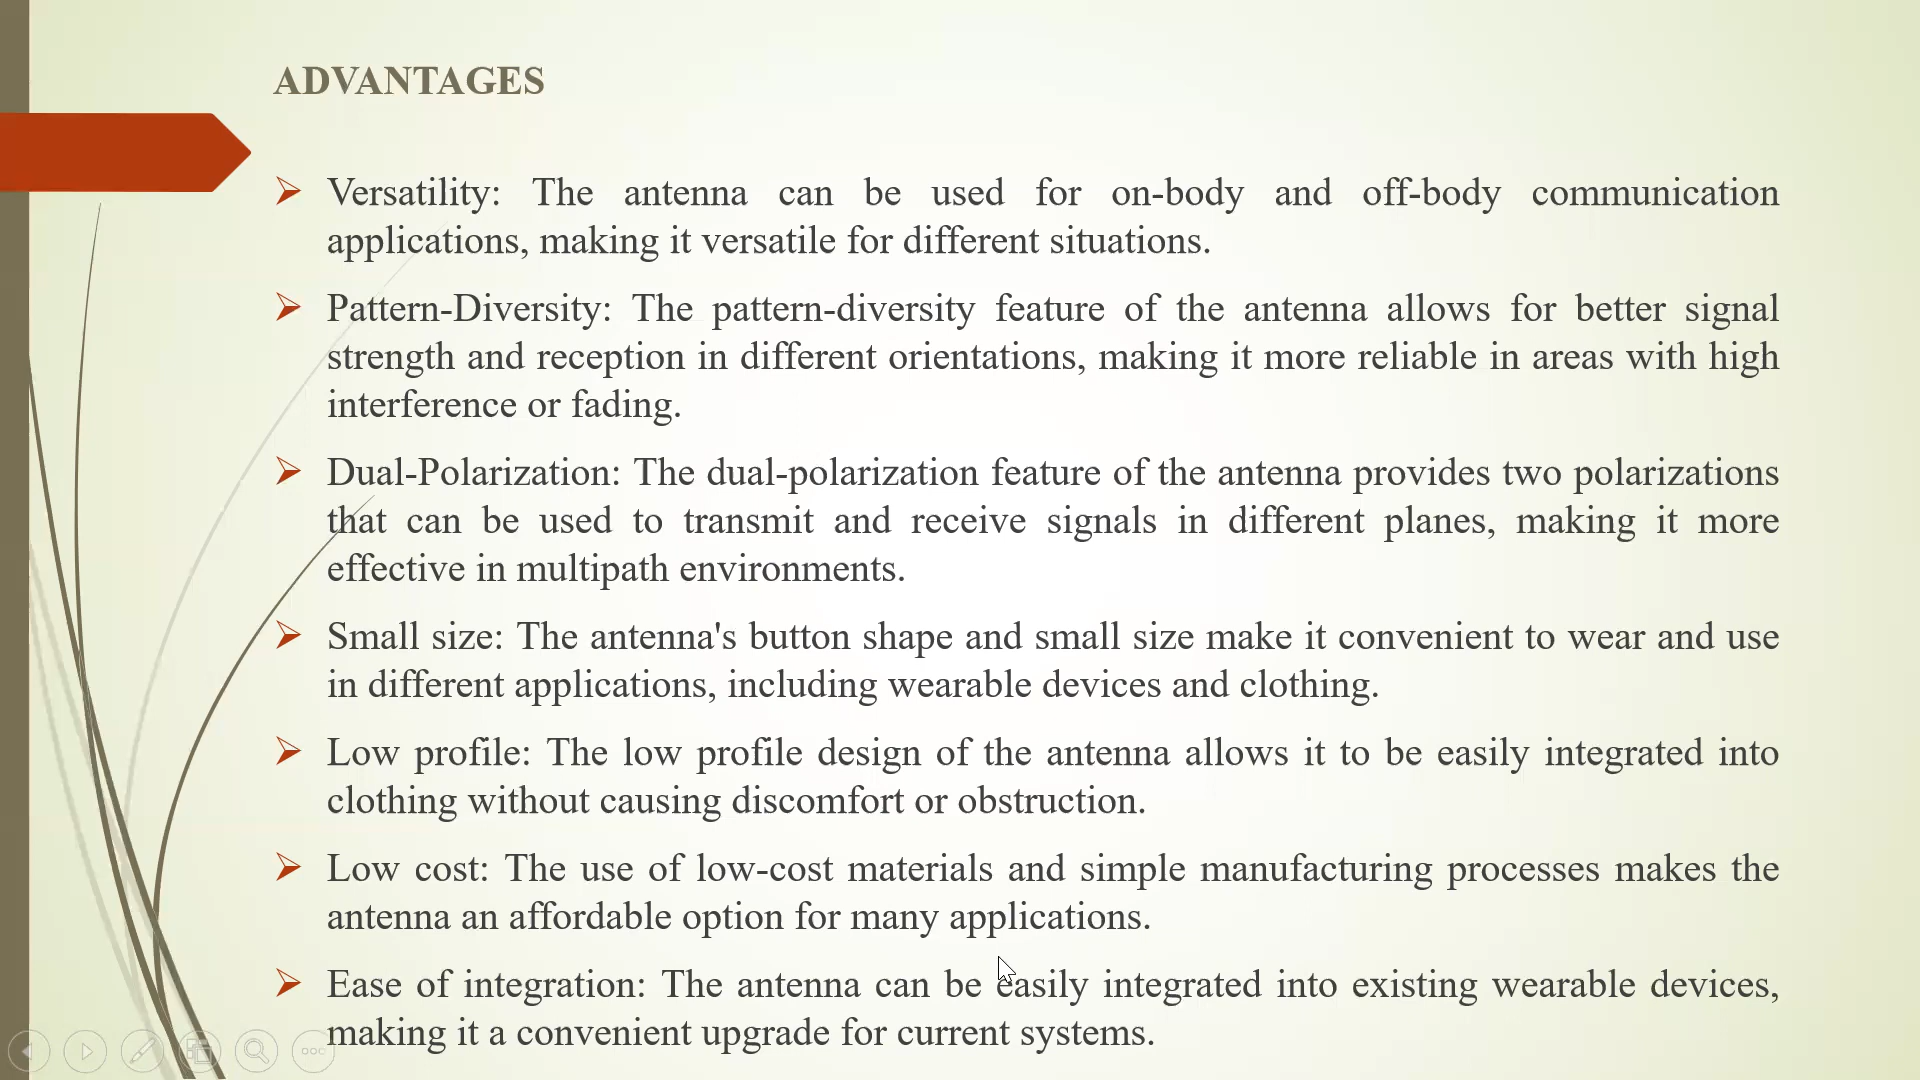 ADVANTAGES
Versatility: The antenna can be used for on-body and off-body communication
applications, making it versatile for different situations.
Pattern-Diversity: The pattern-diversity feature of the antenna allows for better signal
strength and reception in different orientations, making it more reliable in areas with high
interference or fading.
Dual-Polarization: The dual-polarization feature of the antenna provides two polarizations
that can be used to transmit and receive signals in different planes, making it more
effective in multipath environments.
Small size: The antenna's button shape and small size make it convenient to wear and use
in different applications, including wearable devices and clothing.
Low profile: The low profile design of the antenna allows it to be easily integrated into
clothing without causing discomfort or obstruction.
Low cost: The use of low-cost materials and simple manufacturing processes makes the
antenna an affordable option for many applications.
Ease of integration: The antenna can be easily integrated into existing wearable devices,
making it a convenient upgrade for current systems.